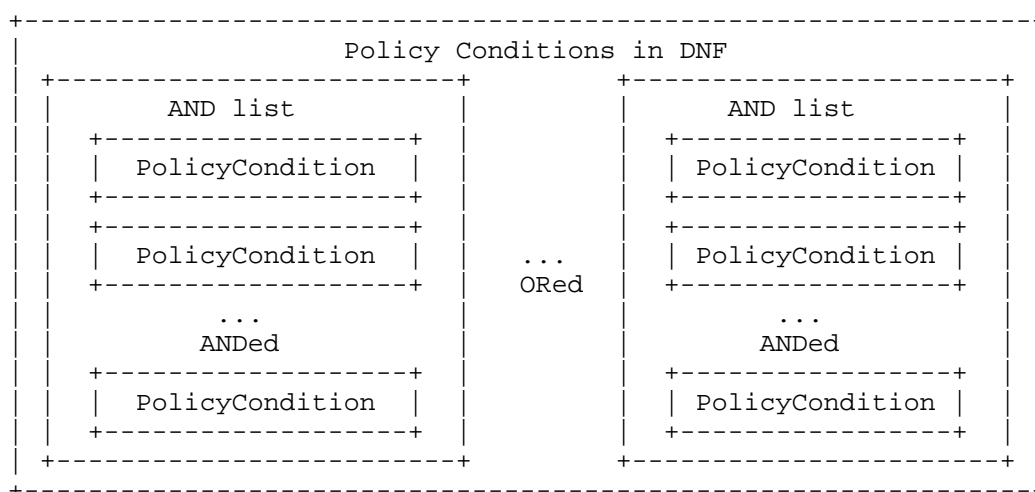 Policy Conditions in DNF
AND list AND list
PolicyCondition PolicyCondition
PolicyCondition ... PolicyCondition
ORed
... ...
ANDed ANDed
PolicyCondition PolicyCondition